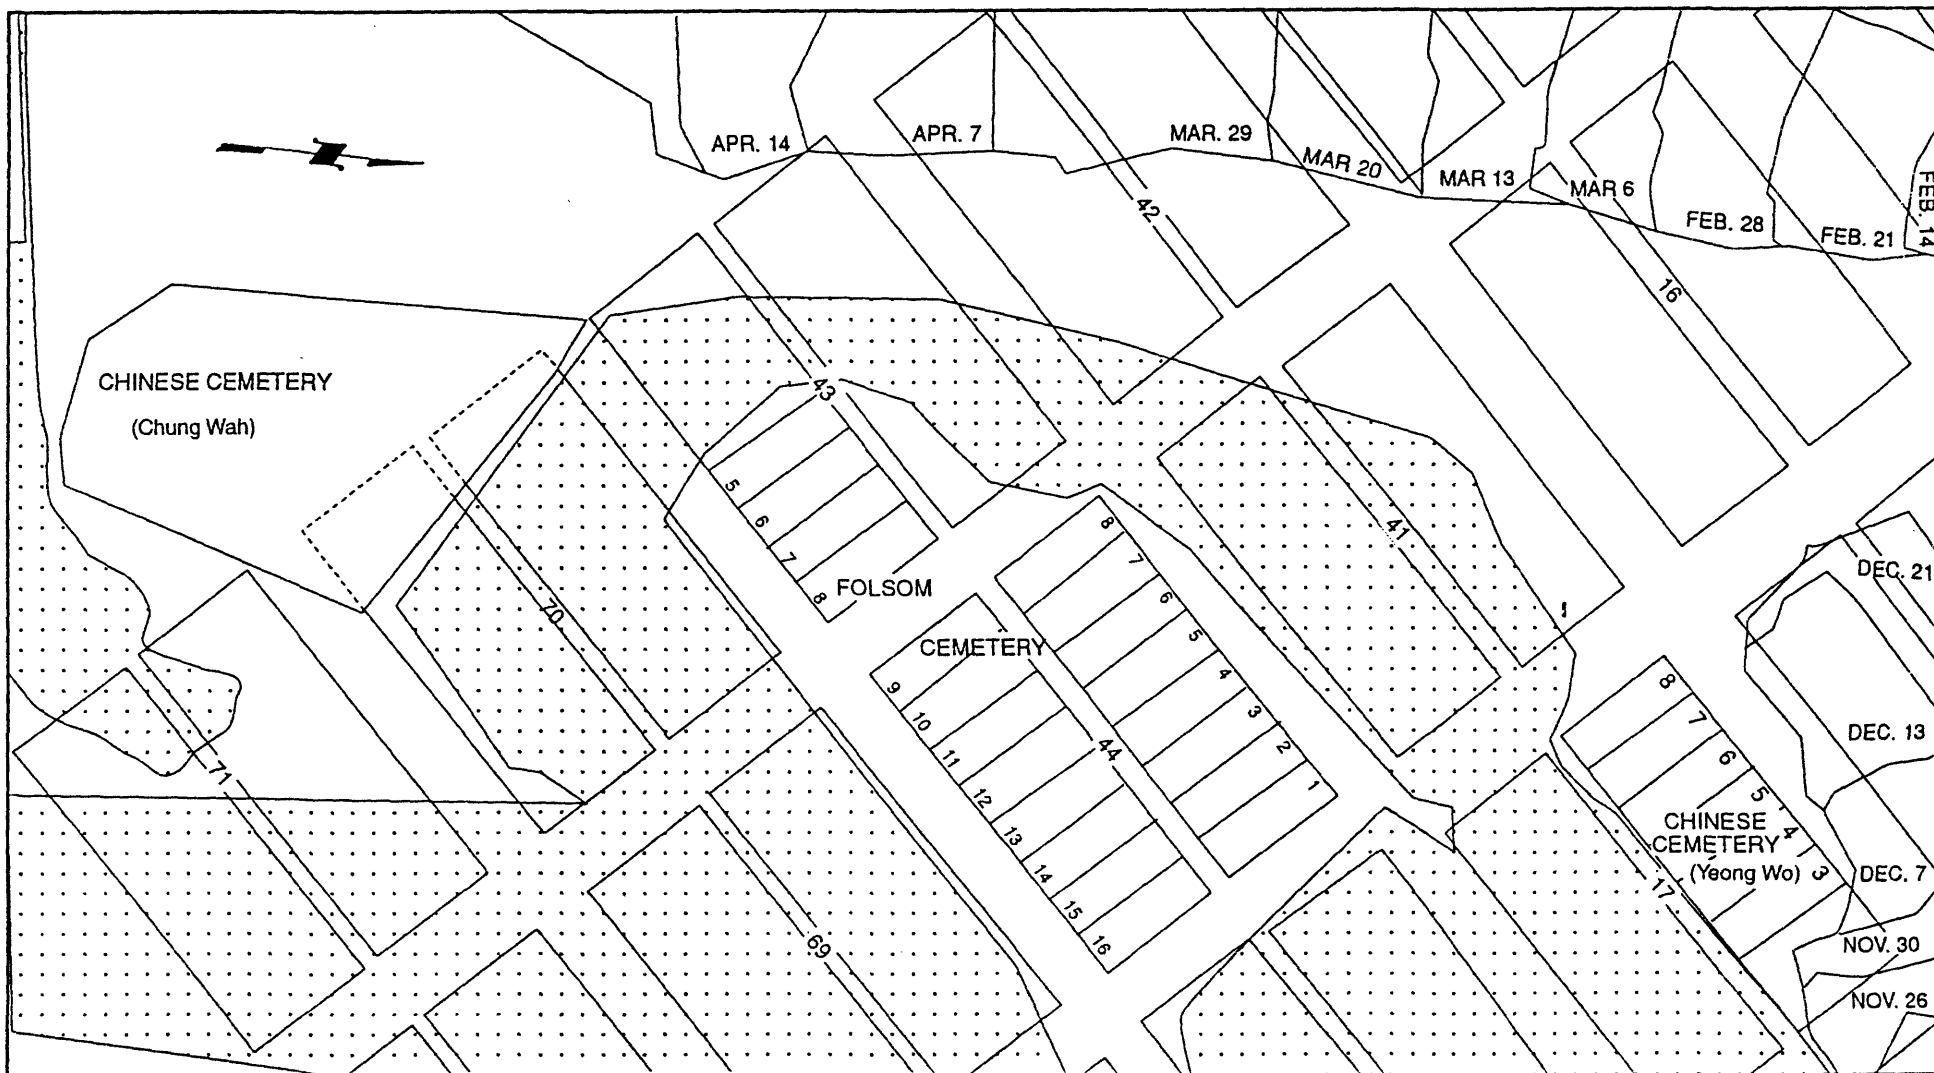 APR. 14
APR. 7
MAR. 29
MAR 20
MAR 13
MAR 6
FEB. 28
FEB. 21
FEB. 14
42
16
CHINESE CEMETERY
(Chung Wah)
43
5
6
7
8
FOLSOM
CEMETERY
70
71
69
41
8
7
6
5
4
3
2
1
44
9
10
11
12
13
14
15
16
8
7
6
5
4
3
CHINESE
CEMETERY
(Yeong Wo)
17
DEC. 21
DEC. 13
DEC. 7
NOV. 30
NOV. 26